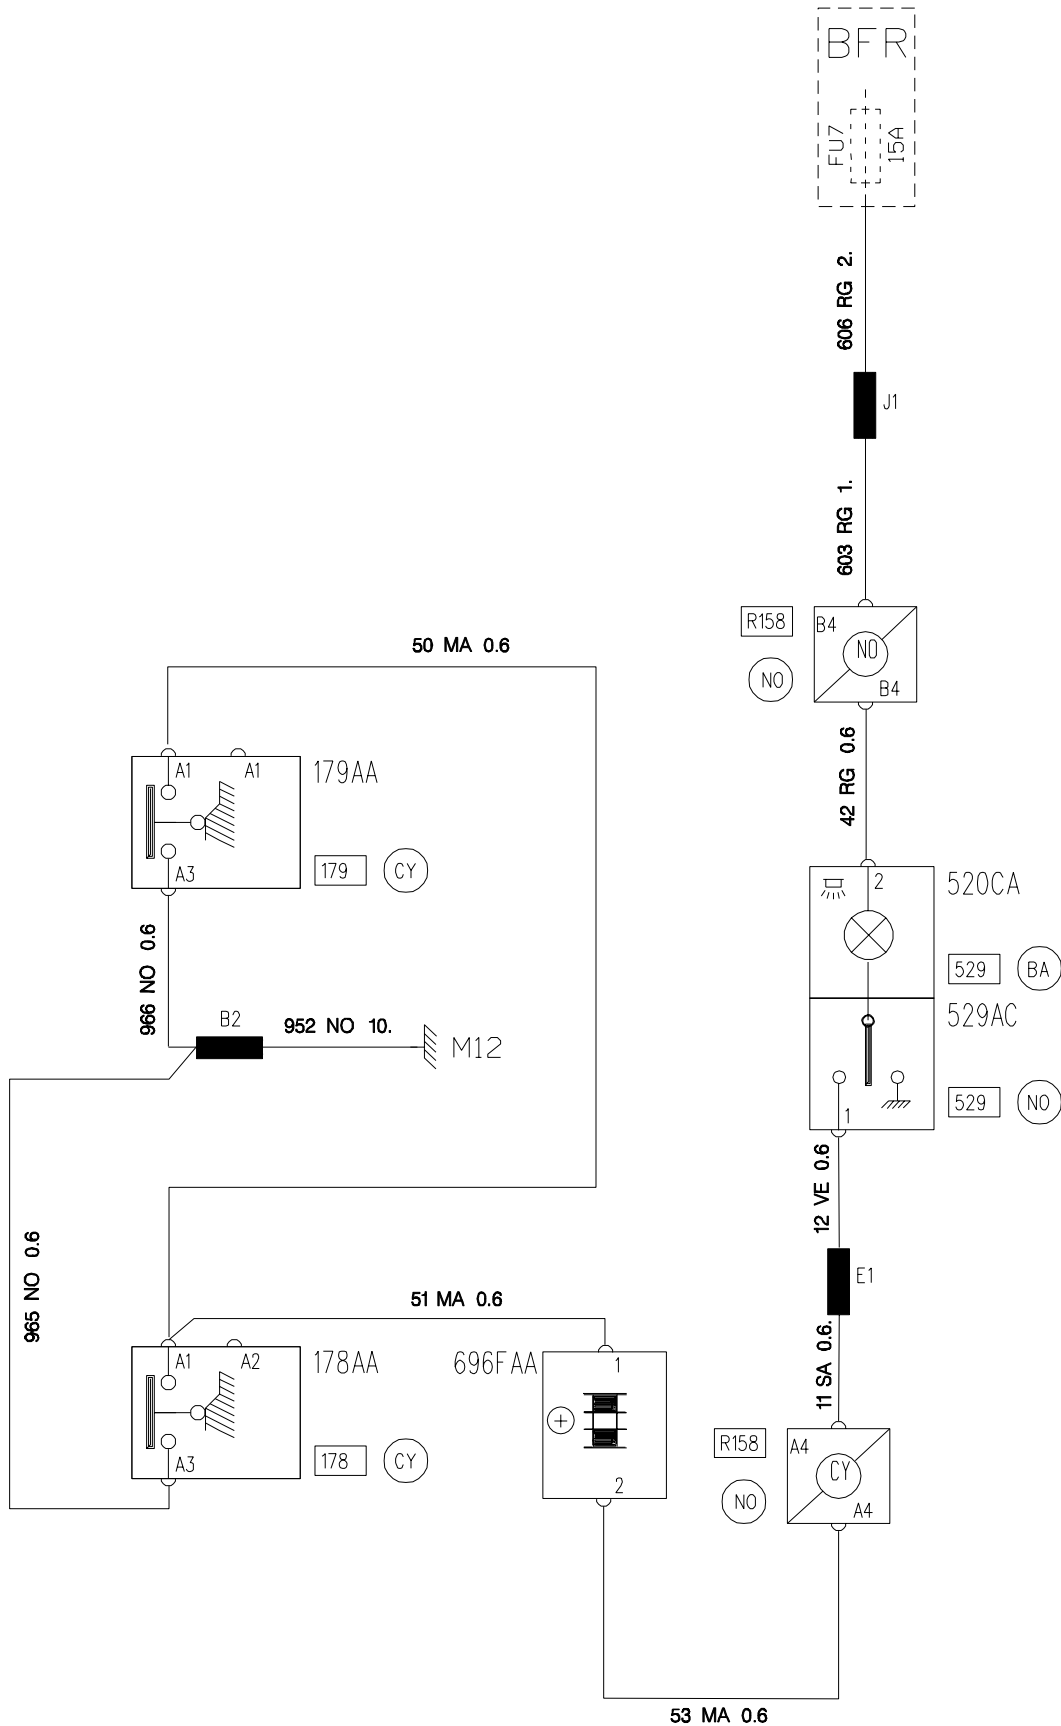 BFR
FU7
15A
606 RG 2.
J1
603 RG 1.
R158
B4
NO
NO
B4
50 MA 0.6
42 RG 0.6
A1
A1
179AA
A3
179
CY
2
520CA
529
BA
966 NO 0.6
B2
952 NO 10.
M12
529AC
529
NO
1
12 VE 0.6
965 NO 0.6
E1
51 MA 0.6
11 SA 0.6.
A1
A2
178AA
A3
178
CY
696FAA
1
+
2
R158
A4
CY
NO
A4
53 MA 0.6